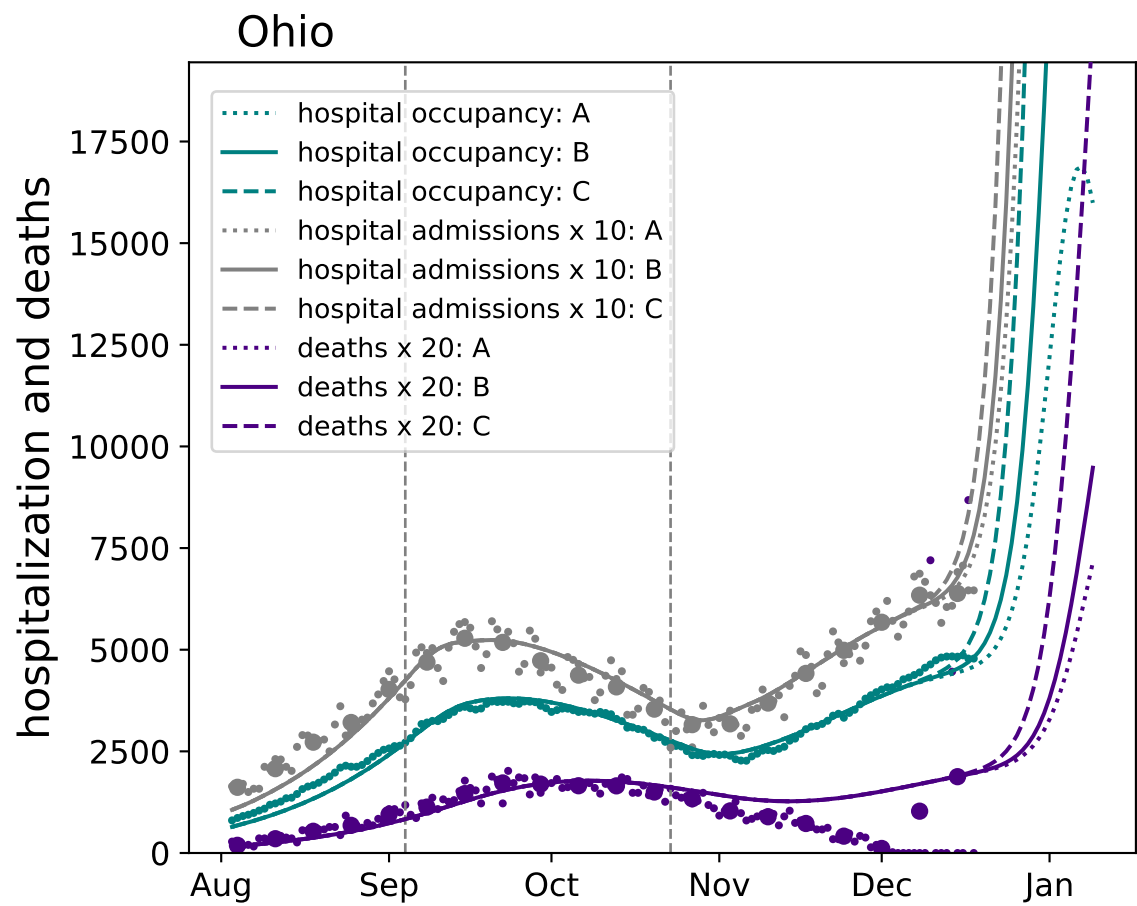 Ohio
hospitalization and deaths
17500
15000
12500
10000
7500
5000
2500
0
hospital occupancy: A
hospital occupancy: B
hospital occupancy: C
hospital admissions x 10: A
hospital admissions x 10: B
hospital admissions x 10: C
deaths x 20: A
deaths x 20: B
deaths x 20: C
Aug Sep Oct Nov Dec Jan